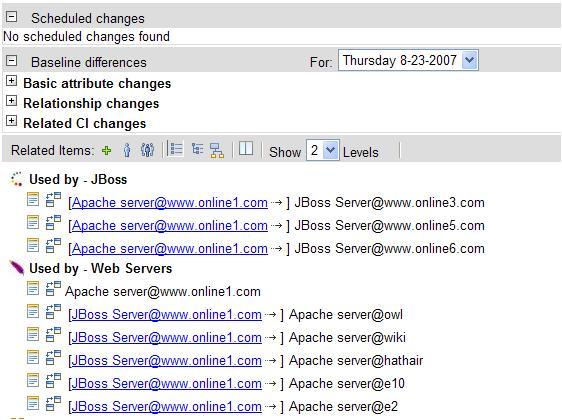 Scheduled changes
No scheduled changes found
Baseline differences For: Thursday 8-23-2007
Basic attribute changes
Relationship changes
Related CI changes
Related Items: Show 2 Levels
Used by - JBoss
[Apache server@www.online1.com → ] JBoss Server@www.online3.com
[Apache server@www.online1.com → ] JBoss Server@www.online5.com
[Apache server@www.online1.com → ] JBoss Server@www.online6.com
Used by - Web Servers
Apache server@www.online1.com
[JBoss Server@www.online1.com → ] Apache server@owl
[JBoss Server@www.online1.com → ] Apache server@wiki
[JBoss Server@www.online1.com → ] Apache server@hathair
[JBoss Server@www.online1.com → ] Apache server@e10
[JBoss Server@www.online1.com → ] Apache server@e2